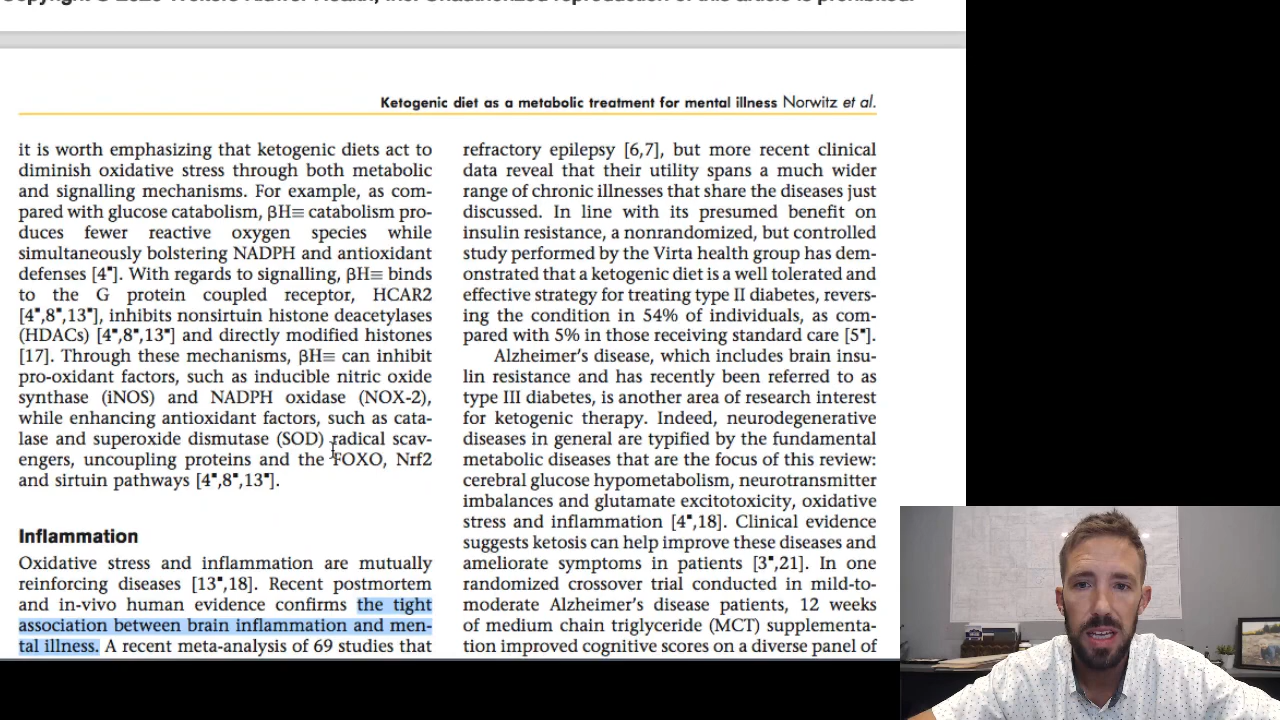 Copyright © 2020 Wolters Kluwer Health, Inc. Unauthorized reproduction of this article is prohibited.
Ketogenic diet as a metabolic treatment for mental illness Norwitz et al.
it is worth emphasizing that ketogenic diets act to
diminish oxidative stress through both metabolic
and signalling mechanisms. For example, as com-
pared with glucose catabolism, βH≡ catabolism pro-
duces fewer reactive oxygen species while
simultaneously bolstering NADPH and antioxidant
defenses [4▪]. With regards to signalling, βH≡ binds
to the G protein coupled receptor, HCAR2
[4▪,8▪,13▪], inhibits nonsirtuin histone deacetylases
(HDACs) [4▪,8▪,13▪] and directly modified histones
[17]. Through these mechanisms, βH≡ can inhibit
pro-oxidant factors, such as inducible nitric oxide
synthase (iNOS) and NADPH oxidase (NOX-2),
while enhancing antioxidant factors, such as cata-
lase and superoxide dismutase (SOD) radical scav-
engers, uncoupling proteins and the FOXO, Nrf2
and sirtuin pathways [4▪,8▪,13▪].
Inflammation
Oxidative stress and inflammation are mutually
reinforcing diseases [13▪,18]. Recent postmortem
and in-vivo human evidence confirms the tight
association between brain inflammation and men-
tal illness. A recent meta-analysis of 69 studies that
refractory epilepsy [6,7], but more recent clinical
data reveal that their utility spans a much wider
range of chronic illnesses that share the diseases just
discussed. In line with its presumed benefit on
insulin resistance, a nonrandomized, but controlled
study performed by the Virta health group has dem-
onstrated that a ketogenic diet is a well tolerated and
effective strategy for treating type II diabetes, revers-
ing the condition in 54% of individuals, as com-
pared with 5% in those receiving standard care [5▪].
Alzheimer's disease, which includes brain insu-
lin resistance and has recently been referred to as
type III diabetes, is another area of research interest
for ketogenic therapy. Indeed, neurodegenerative
diseases in general are typified by the fundamental
metabolic diseases that are the focus of this review:
cerebral glucose hypometabolism, neurotransmitter
imbalances and glutamate excitotoxicity, oxidative
stress and inflammation [4▪,18]. Clinical evidence
suggests ketosis can help improve these diseases and
ameliorate symptoms in patients [3▪,21]. In one
randomized crossover trial conducted in mild-to-
moderate Alzheimer's disease patients, 12 weeks
of medium chain triglyceride (MCT) supplementa-
tion improved cognitive scores on a diverse panel of